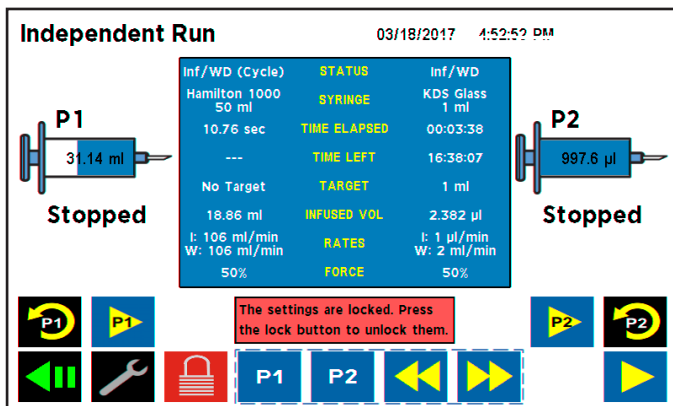 Independent Run
03/18/2017 4:52:52 PM
Inf/WD (Cycle) STATUS Inf/WD
Hamilton 1000 50 ml SYRINGE KDS Glass 1 ml
10.76 sec TIME ELAPSED 00:03:38
--- TIME LEFT 16:38:07
No Target TARGET 1 ml
18.86 ml INFUSED VOL 2.382 µl
I: 106 ml/min RATES I: 1 µl/min
W: 106 ml/min W: 2 ml/min
50% FORCE 50%
P1
31.14 ml
Stopped
P2
997.6 µl
Stopped
P1
P1
The settings are locked. Press
the lock button to unlock them.
P2
P2
P1
P2